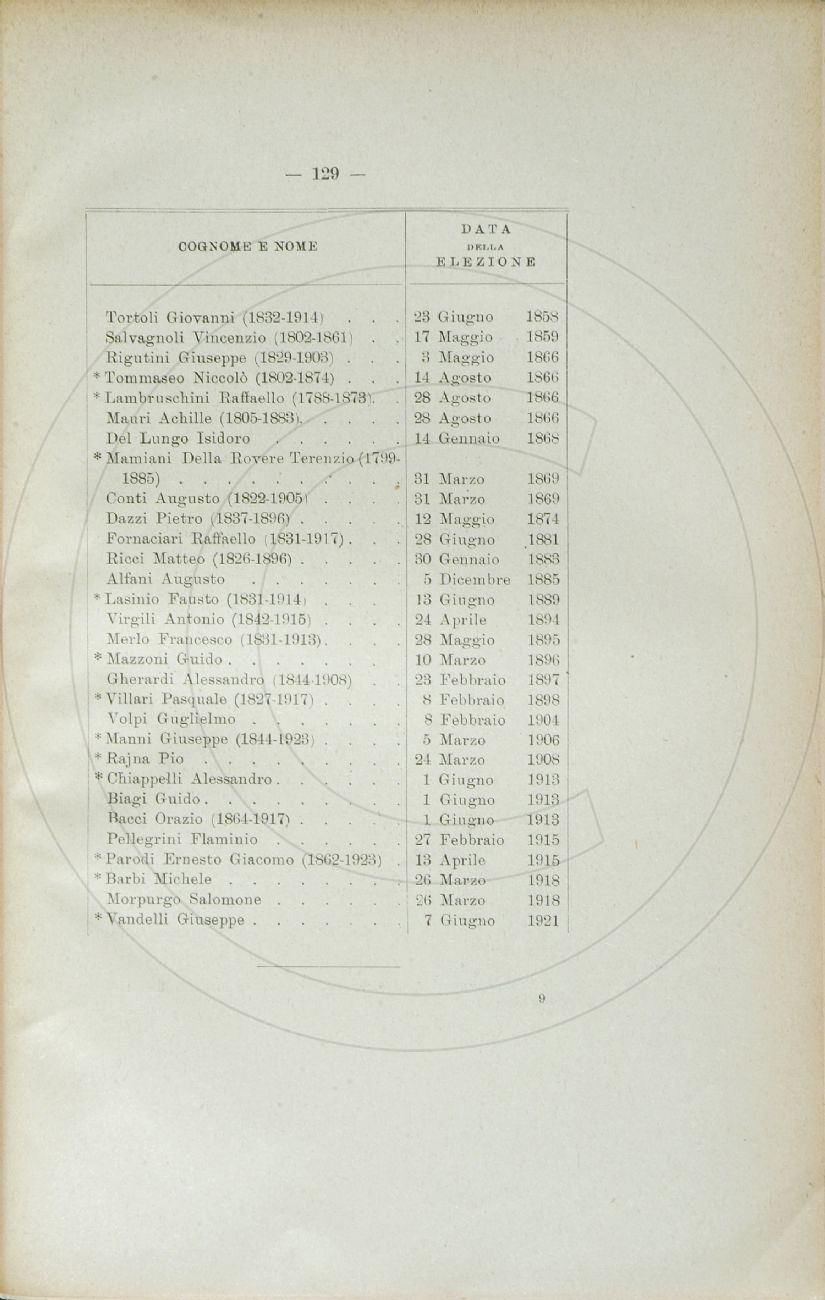 — 129 —
COGNOME E NOME
DATA
DELLA
ELEZIONE
Tortoli Giovanni (1832-1914) . . . 23 Giugno 1858
Salvagnoli Vincenzio (1802-1861) . . 17 Maggio 1859
Rigutini Giuseppe (1829-1903) . . . 3 Maggio 1866
* Tommaseo Niccolò (1802-1874) . . . 14 Agosto 1866
* Lambruschini Raffaello (1788-1873). . 28 Agosto 1866
Mauri Achille (1805-1883). . . . . 28 Agosto 1866
Del Lungo Isidoro . . . . . . 14 Gennaio 1868
* Mamiani Della Rovere Terenzio (1799-
1885) . . . . . . . . . . 31 Marzo 1869
Conti Augusto (1822-1905) . . . . 31 Marzo 1869
Dazzi Pietro (1837-1896) . . . . . 12 Maggio 1874
Fornaciari Raffaello (1831-1917) . . . 28 Giugno 1881
Ricci Matteo (1826-1896) . . . . . 30 Gennaio 1883
Alfani Augusto . . . . . . . 5 Dicembre 1885
* Lasinio Fausto (1831-1914) . . . 13 Giugno 1889
Virgili Antonio (1842-1915) . . . . 24 Aprile 1894
Merlo Francesco (1831-1913) . . . . 28 Maggio 1895
* Mazzoni Guido . . . . . . . 10 Marzo 1896
Gherardi Alessandro (1844-1908) . . 23 Febbraio 1897
* Villari Pasquale (1827-1917) . . . . 8 Febbraio 1898
Volpi Guglielmo . . . . . . . 8 Febbraio 1904
* Manni Giuseppe (1844-1923) . . . . 5 Marzo 1906
* Rajna Pio . . . . . . . . . 24 Marzo 1908
* Chiappelli Alessandro . . . . . . 1 Giugno 1913
Biagi Guido . . . . . . . . . 1 Giugno 1913
Bacci Orazio (1864-1917) . . . . . 1 Giugno 1913
Pellegrini Flaminio . . . . . . 27 Febbraio 1915
* Parodi Ernesto Giacomo (1862-1923) . 13 Aprile 1915
* Barbi Michele . . . . . . . . 26 Marzo 1918
Morpurgo Salomone . . . . . . 26 Marzo 1918
* Vandelli Giuseppe . . . . . . . 7 Giugno 1921
9